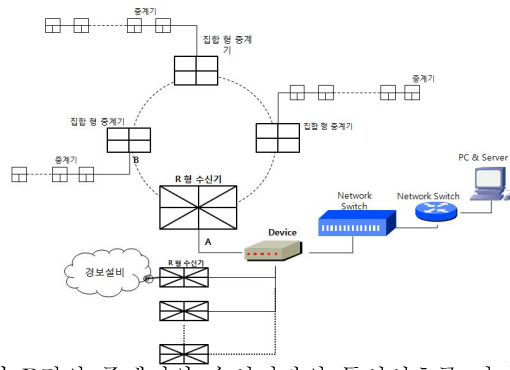 중계기
집합 형 중계
기
중계기
집합 형 중계기
집합 형 중계기
B
중계기
R 형 수신기
PC & Server
Network
Switch
Network Switch
A
Device
R 형 수신기
경보설비